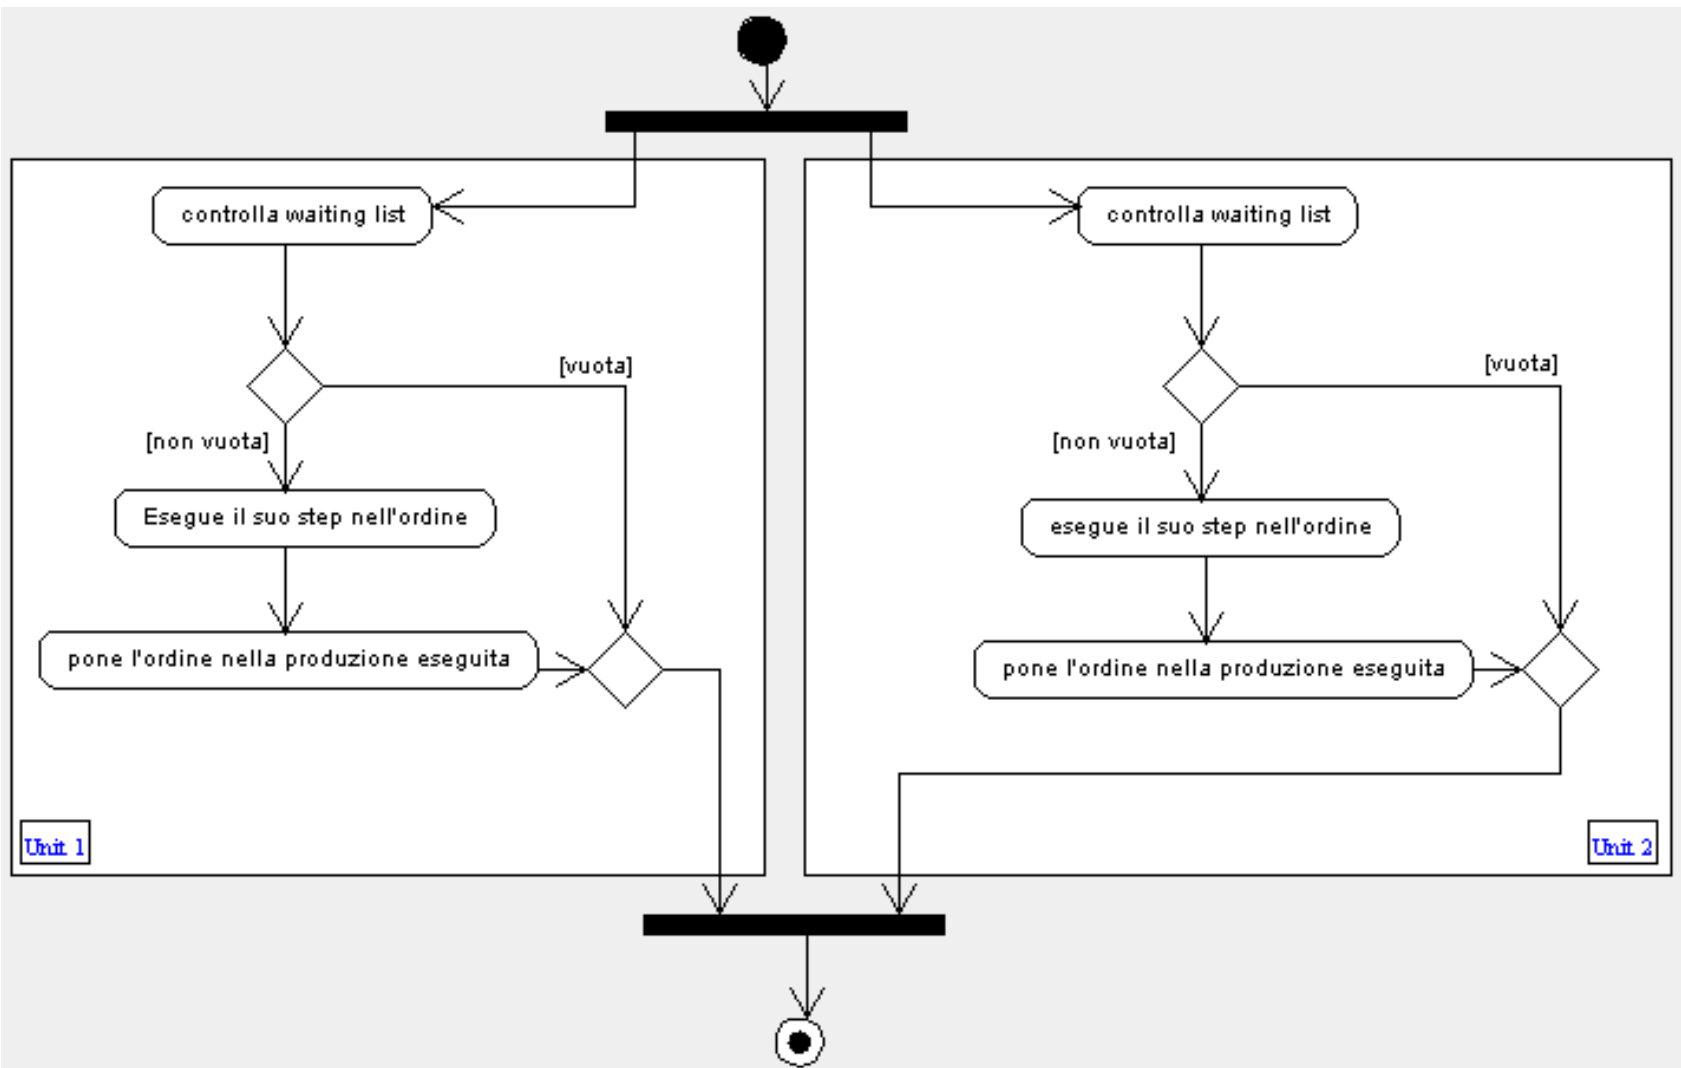 controlla waiting list
[vuota]
[non vuota]
Esegue il suo step nell'ordine
pone l'ordine nella produzione eseguita
Unit 1
controlla waiting list
[vuota]
[non vuota]
esegue il suo step nell'ordine
pone l'ordine nella produzione eseguita
Unit 2